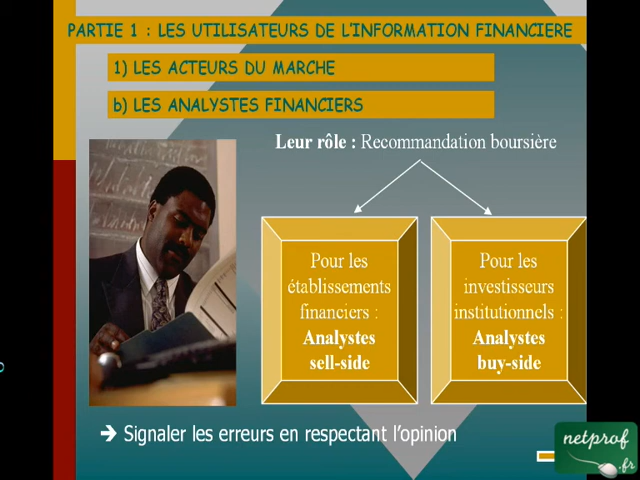 PARTIE 1 : LES UTILISATEURS DE L'INFORMATION FINANCIERE
1) LES ACTEURS DU MARCHE
b) LES ANALYSTES FINANCIERS
Leur rôle : Recommandation boursière
Pour les
établissements
financiers :
Analystes
sell-side
Pour les
investisseurs
institutionnels :
Analystes
buy-side
➔ Signaler les erreurs en respectant l'opinion
netprof
.fr